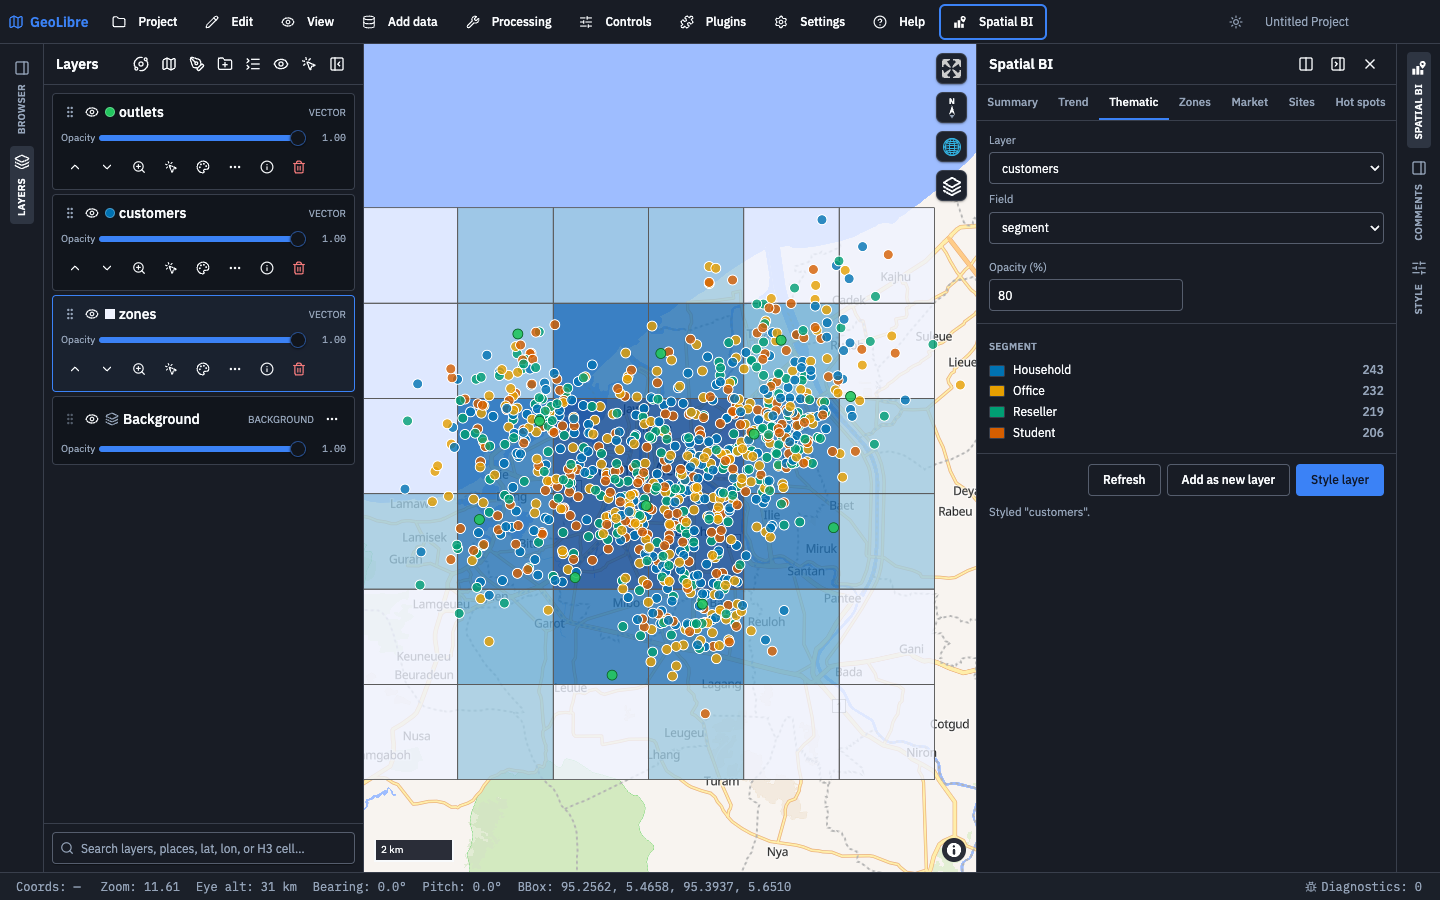 GeoLibre Project Edit View Add data Processing Controls Plugins Settings Help Spatial BI Untitled Project
BROWSER
LAYERS
Layers
outlets VECTOR
Opacity 1.00
customers VECTOR
Opacity 1.00
zones VECTOR
Opacity 1.00
Background BACKGROUND
Opacity 1.00
Search layers, places, lat, lon, or H3 cell...
N
Kajhu
Cadek
Lieue
Lamisek
Guran
Lamgeueu
Garot
Keuneueu
Beuradeun
Leuue
Nusa
Ilie
Baet
Miruk
Santan
Pantee
Reuloh
Gani
Bada
Lagang
Leugeu
Lhang
Turam
Cotgud
Niron
Deya
Rabeu
Nya
2 km
Spatial BI
Summary Trend Thematic Zones Market Sites Hot spots
Layer
customers
Field
segment
Opacity (%)
80
SEGMENT
Household 243
Office 232
Reseller 219
Student 206
Refresh Add as new layer Style layer
Styled "customers".
SPATIAL BI
COMMENTS
STYLE
Coords: — Zoom: 11.61 Eye alt: 31 km Bearing: 0.0° Pitch: 0.0° BBox: 95.2562, 5.4658, 95.3937, 5.6510 Diagnostics: 0